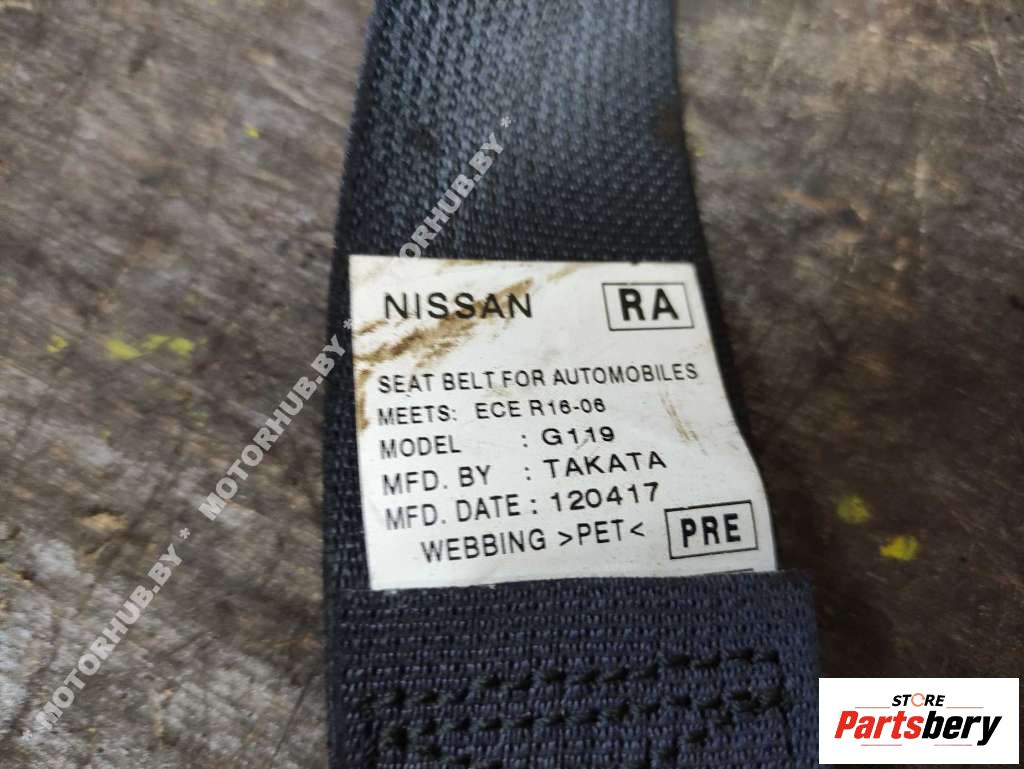 NISSAN RA
SEAT BELT FOR AUTOMOBILES
MEETS: ECE R16-06
MODEL : G119
MFD. BY : TAKATA
MFD. DATE : 120417
WEBBING >PET< PRE
* MOTORHUB.BY * MOTORHUB.BY * MOTORHUB.BY *
STORE
Partsbery